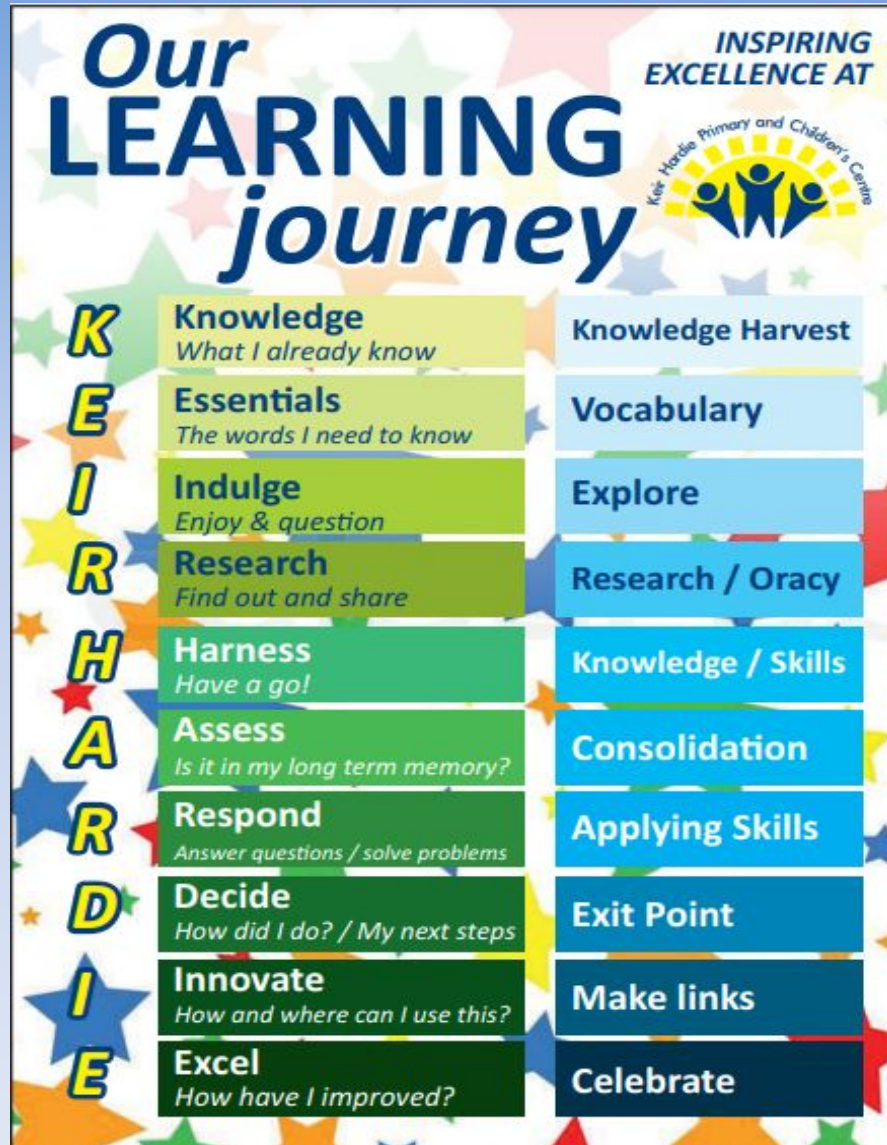 Our
LEARNING
journey
INSPIRING
EXCELLENCE AT
Keir Hardie Primary and Children's Centre
K
Knowledge
What I already know
Knowledge Harvest
E
Essentials
The words I need to know
Vocabulary
I
Indulge
Enjoy & question
Explore
R
Research
Find out and share
Research / Oracy
H
Harness
Have a go!
Knowledge / Skills
A
Assess
Is it in my long term memory?
Consolidation
R
Respond
Answer questions / solve problems
Applying Skills
D
Decide
How did I do? / My next steps
Exit Point
I
Innovate
How and where can I use this?
Make links
E
Excel
How have I improved?
Celebrate